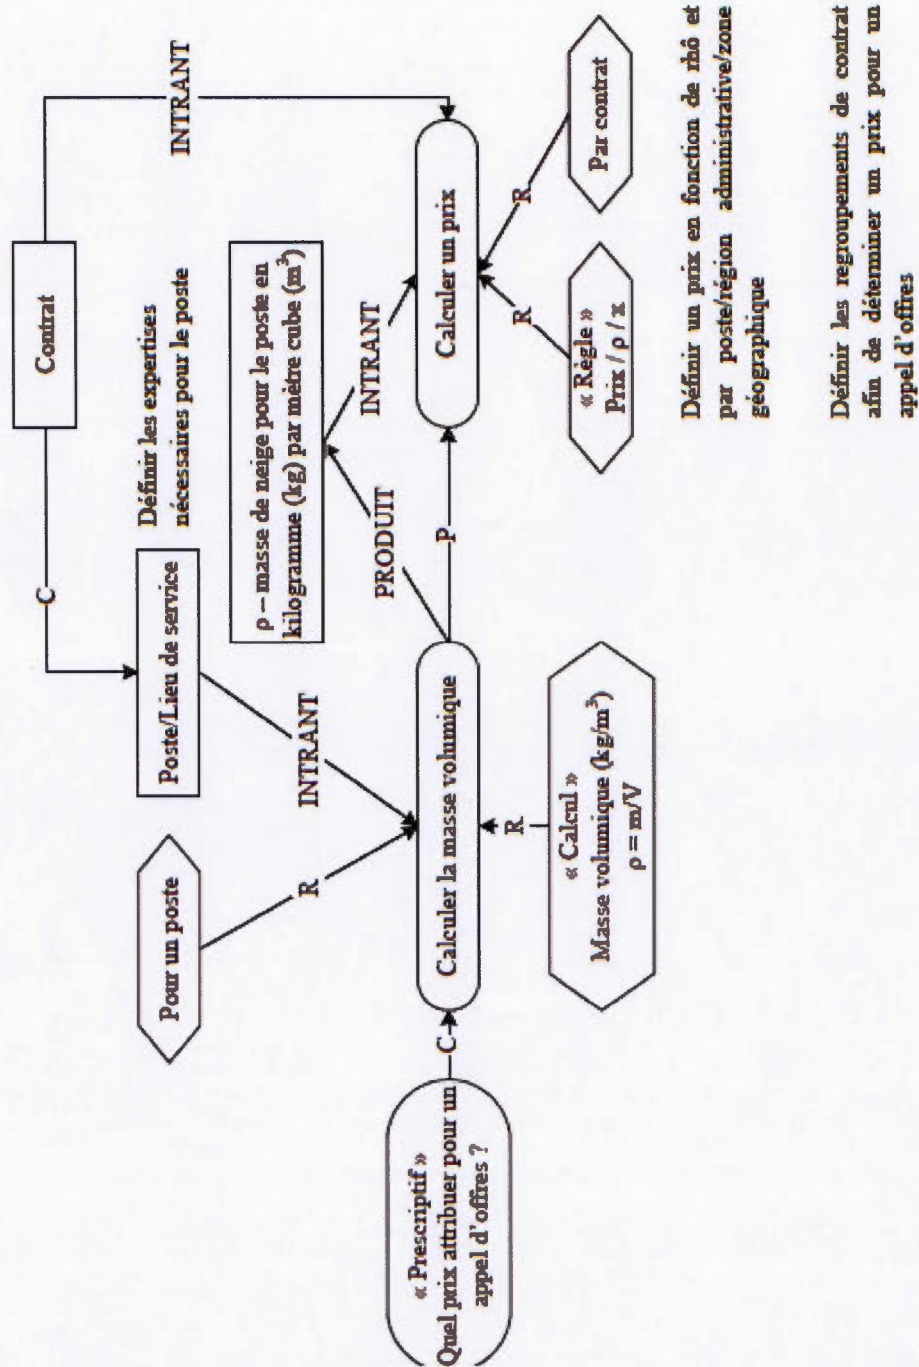 Contrat
C
INTRANT
Définir les expertises
nécessaires pour le poste
Pour un poste
Poste/Lieu de service
ρ – masse de neige pour le poste en
kilogramme (kg) par mètre cube (m³)
R
INTRANT
PRODUIT
INTRANT
« Prescriptif »
Quel prix attribuer pour un
appel d'offres ?
C
Calculer la masse volumique
P
Calculer un prix
R
R
R
« Calcul »
Masse volumique (kg/m³)
ρ = m/V
« Règle »
Prix / ρ / x
Par contrat
Définir un prix en fonction de rhô et
par poste/région administrative/zone
géographique
Définir les regroupements de contrat
afin de déterminer un prix pour un
appel d'offres